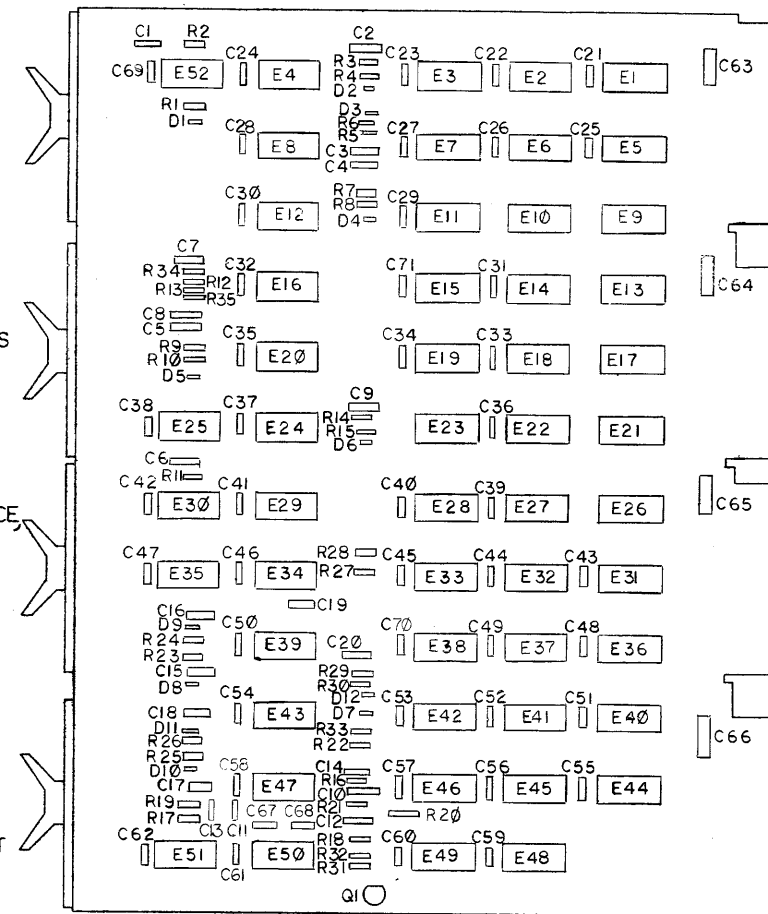 C1 R2 C2
C24 C23 C22 C21
C69 E52 E4 R3 E3 E2 E1 C63
R4
D2
R1 D3
D1 C28 R6 C27 C26 C25
R5
E8 C3 E7 E6 E5
C4
C30 R7 C29
E12 R8 E11 E10 E9
D4
C7
R34 C32 C71 C31
R13 R12 E16 E15 E14 E13 C64
R35
C8
C5 C35 C34 C33
S R9
R10 E20 E19 E18 E17
D5
C9
C38 C37 R14 C36
E25 E24 R15 E23 E22 E21
D6
C6
R11
C42 C41 C40 C39
E30 E29 E28 E27 E26 C65
CE,
C47 C46 R28 C45 C44 C43
E35 E34 R27 E33 E32 E31
C16 C19
D9 C50 C70 C49 C48
R24 E39 C20 E38 E37 E36
R23
C15 R29
D8 R30
C54 D12 C53 C52 C51
C18 E43 D7 E42 E41 E40
D11 R33 C66
R26 R22
R25
D10 C58 C14 C57 C56 C55
C17 E47 R16 E46 E45 E44
C10
R19 R21
R17 C13 C11 C67 C68 C12 R20
C62 R18 C60 C59
T E51 E50 R32 E49 E48
C61 R31
Q1